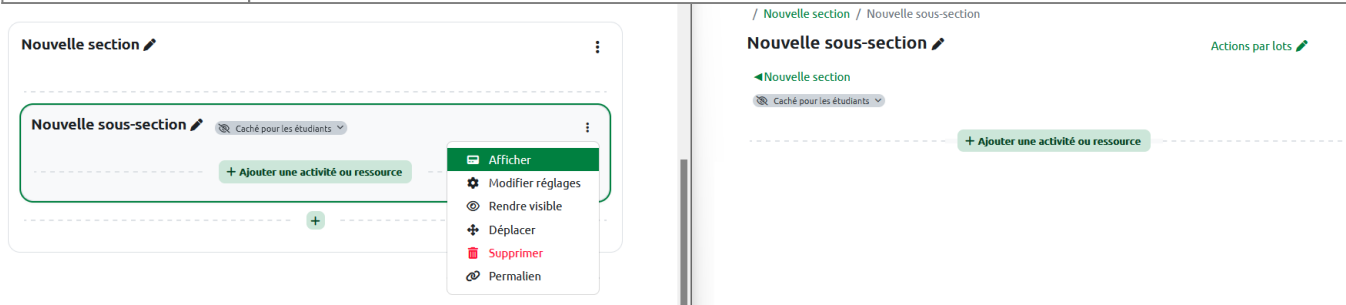 Nouvelle section
Nouvelle sous-section
Caché pour les étudiants
+ Ajouter une activité ou ressource
+
Afficher
Modifier réglages
Rendre visible
Déplacer
Supprimer
Permalien
/ Nouvelle section / Nouvelle sous-section
Nouvelle sous-section
Actions par lots
◄Nouvelle section
Caché pour les étudiants
+ Ajouter une activité ou ressource